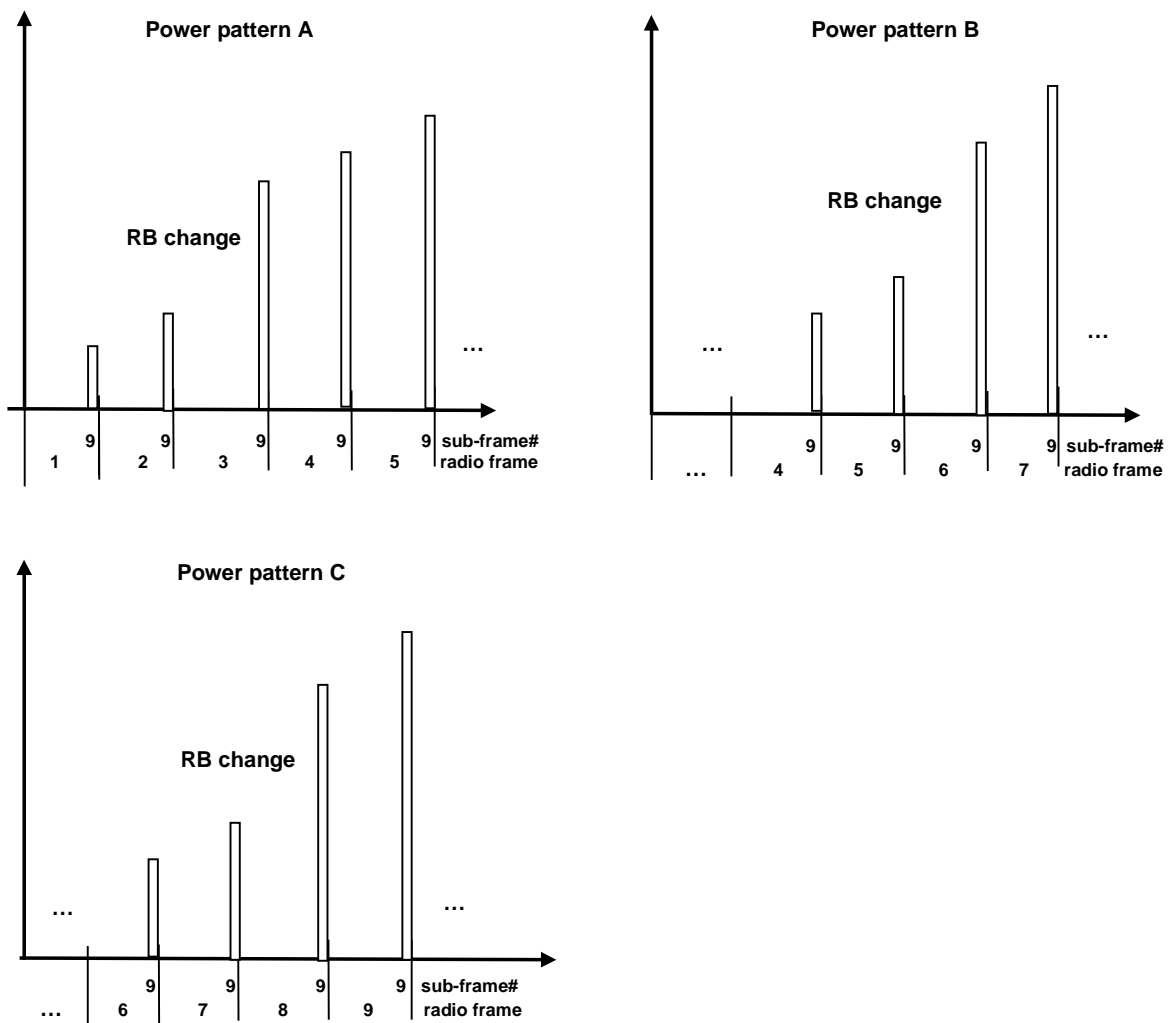 Power pattern A
RB change
...
9 9 9 9 9 sub-frame#
1 2 3 4 5 radio frame
Power pattern B
RB change
... ...
9 9 9 9 sub-frame#
... 4 5 6 7 radio frame
Power pattern C
RB change
... ...
9 9 9 9 sub-frame#
... 6 7 8 9 radio frame